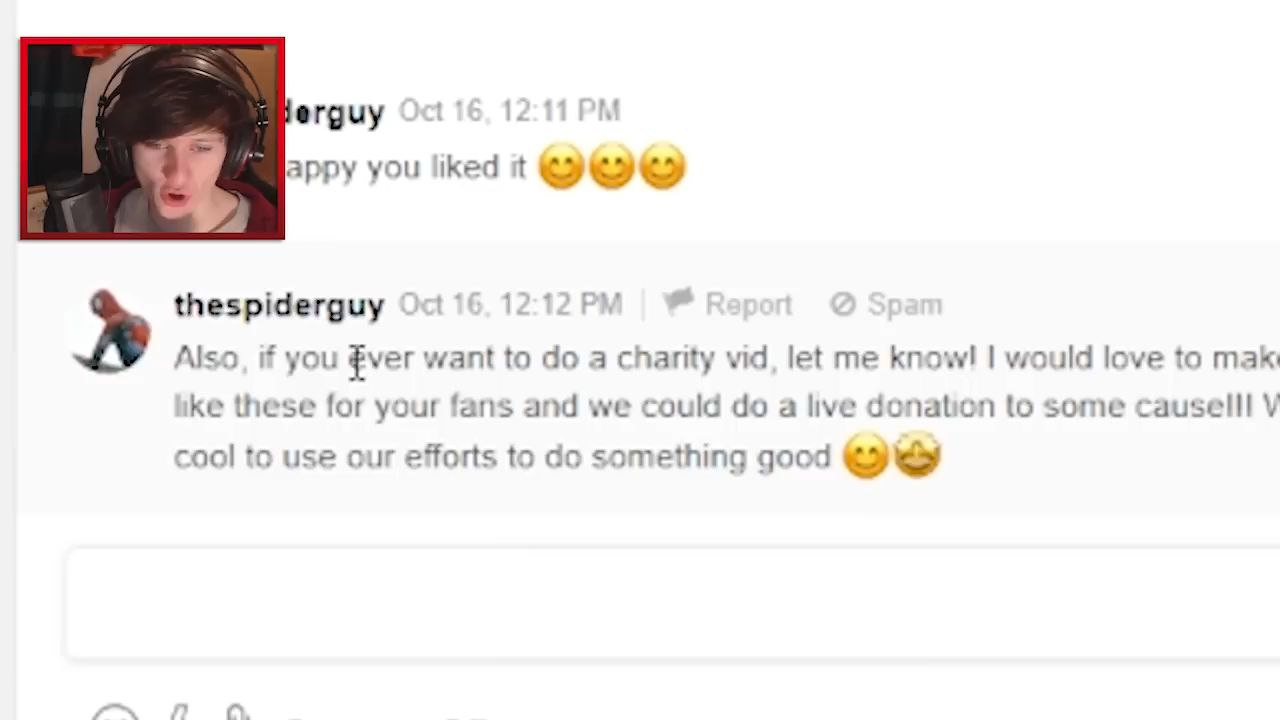 derguy Oct 16, 12:11 PM
appy you liked it 😊😊😊
thespiderguy Oct 16, 12:12 PM Report Spam
Also, if you ever want to do a charity vid, let me know! I would love to make
like these for your fans and we could do a live donation to some cause!!! W
cool to use our efforts to do something good 😊🤩